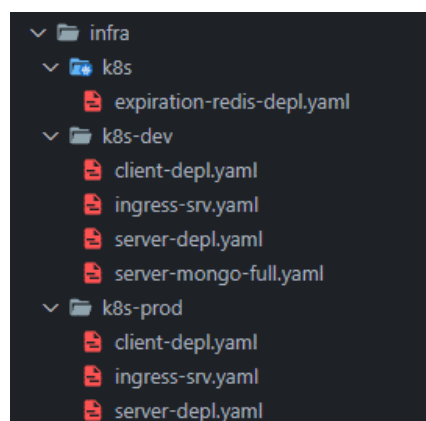 infra
k8s
expiration-redis-depl.yaml
k8s-dev
client-depl.yaml
ingress-srv.yaml
server-depl.yaml
server-mongo-full.yaml
k8s-prod
client-depl.yaml
ingress-srv.yaml
server-depl.yaml